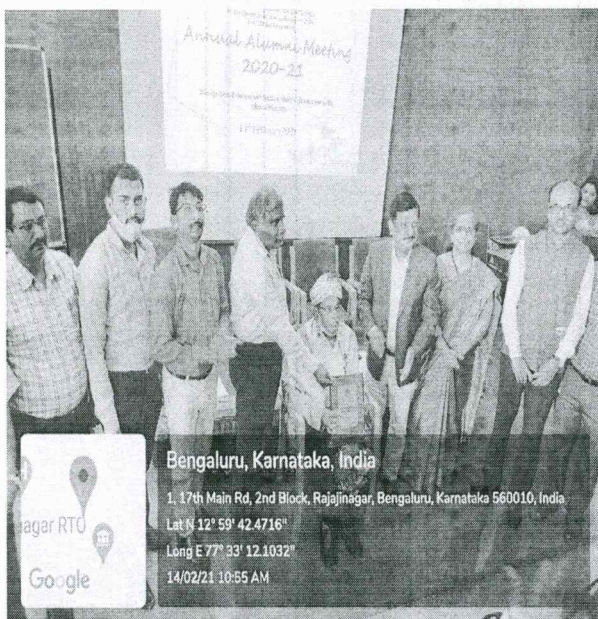 Annual Alumni Meeting
2020-21
Bengaluru, Karnataka, India
1, 17th Main Rd, 2nd Block, Rajajinagar, Bengaluru, Karnataka 560010, India
Lat N 12° 59' 42.4716"
Long E 77° 33' 12.1032"
14/02/21 10:55 AM
agar RTO
Google